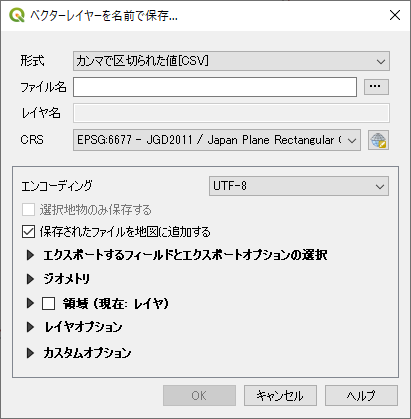 ベクターレイヤーを名前で保存...
形式 カンマで区切られた値[CSV]
ファイル名 ...
レイヤ名
CRS EPSG:6677 - JGD2011 / Japan Plane Rectangular
エンコーディング UTF-8
選択地物のみ保存する
保存されたファイルを地図に追加する
エクスポートするフィールドとエクスポートオプションの選択
ジオメトリ
領域 (現在: レイヤ)
レイヤオプション
カスタムオプション
OK キャンセル ヘルプ